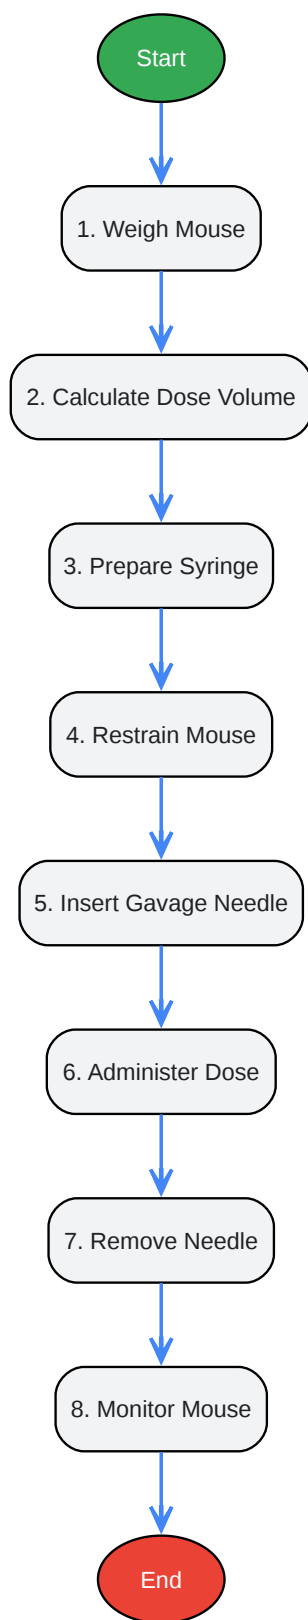 Start
1. Weigh Mouse
2. Calculate Dose Volume
3. Prepare Syringe
4. Restrain Mouse
5. Insert Gavage Needle
6. Administer Dose
7. Remove Needle
8. Monitor Mouse
End